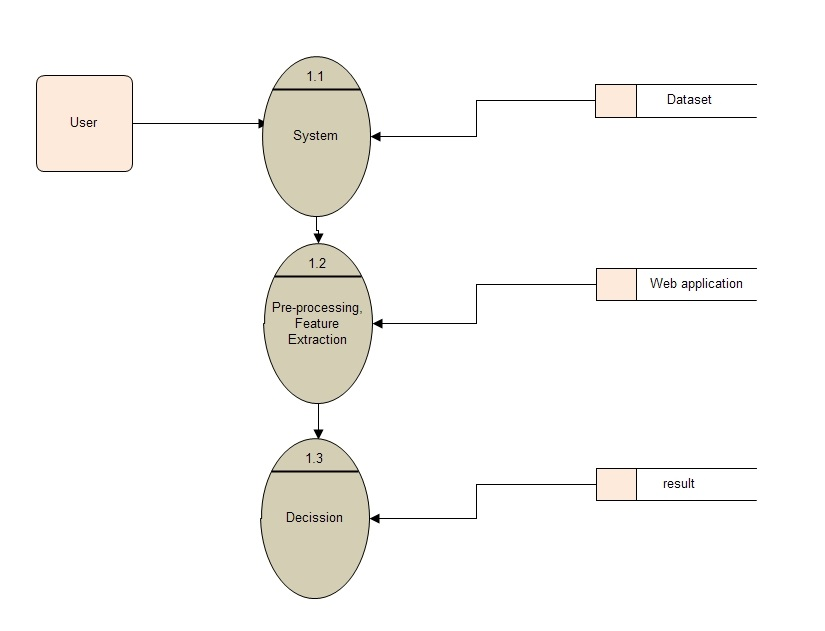 1.1
User
System
Dataset
1.2
Pre-processing,
Feature
Extraction
Web application
1.3
Decission
result